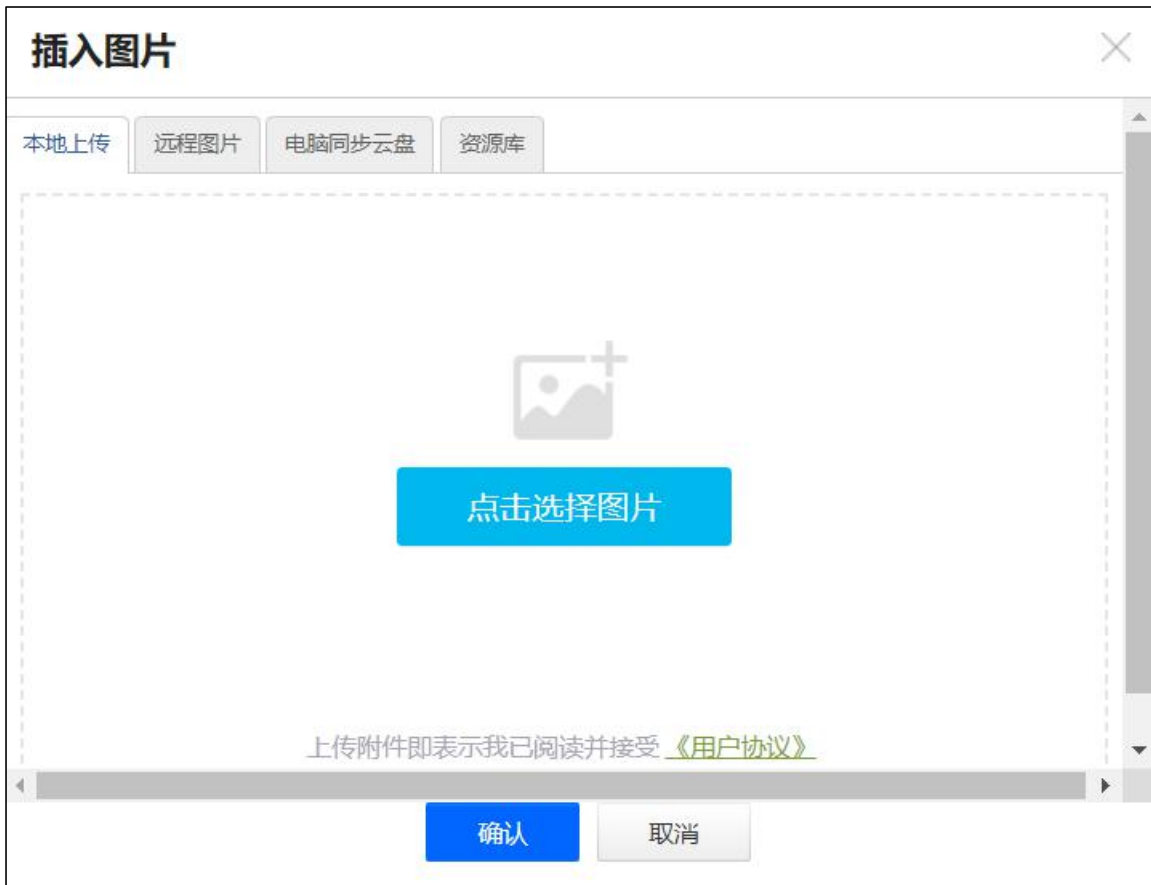 插入图片
本地上传 远程图片 电脑同步云盘 资源库
点击选择图片
上传附件即表示我已阅读并接受《用户协议》
确认 取消